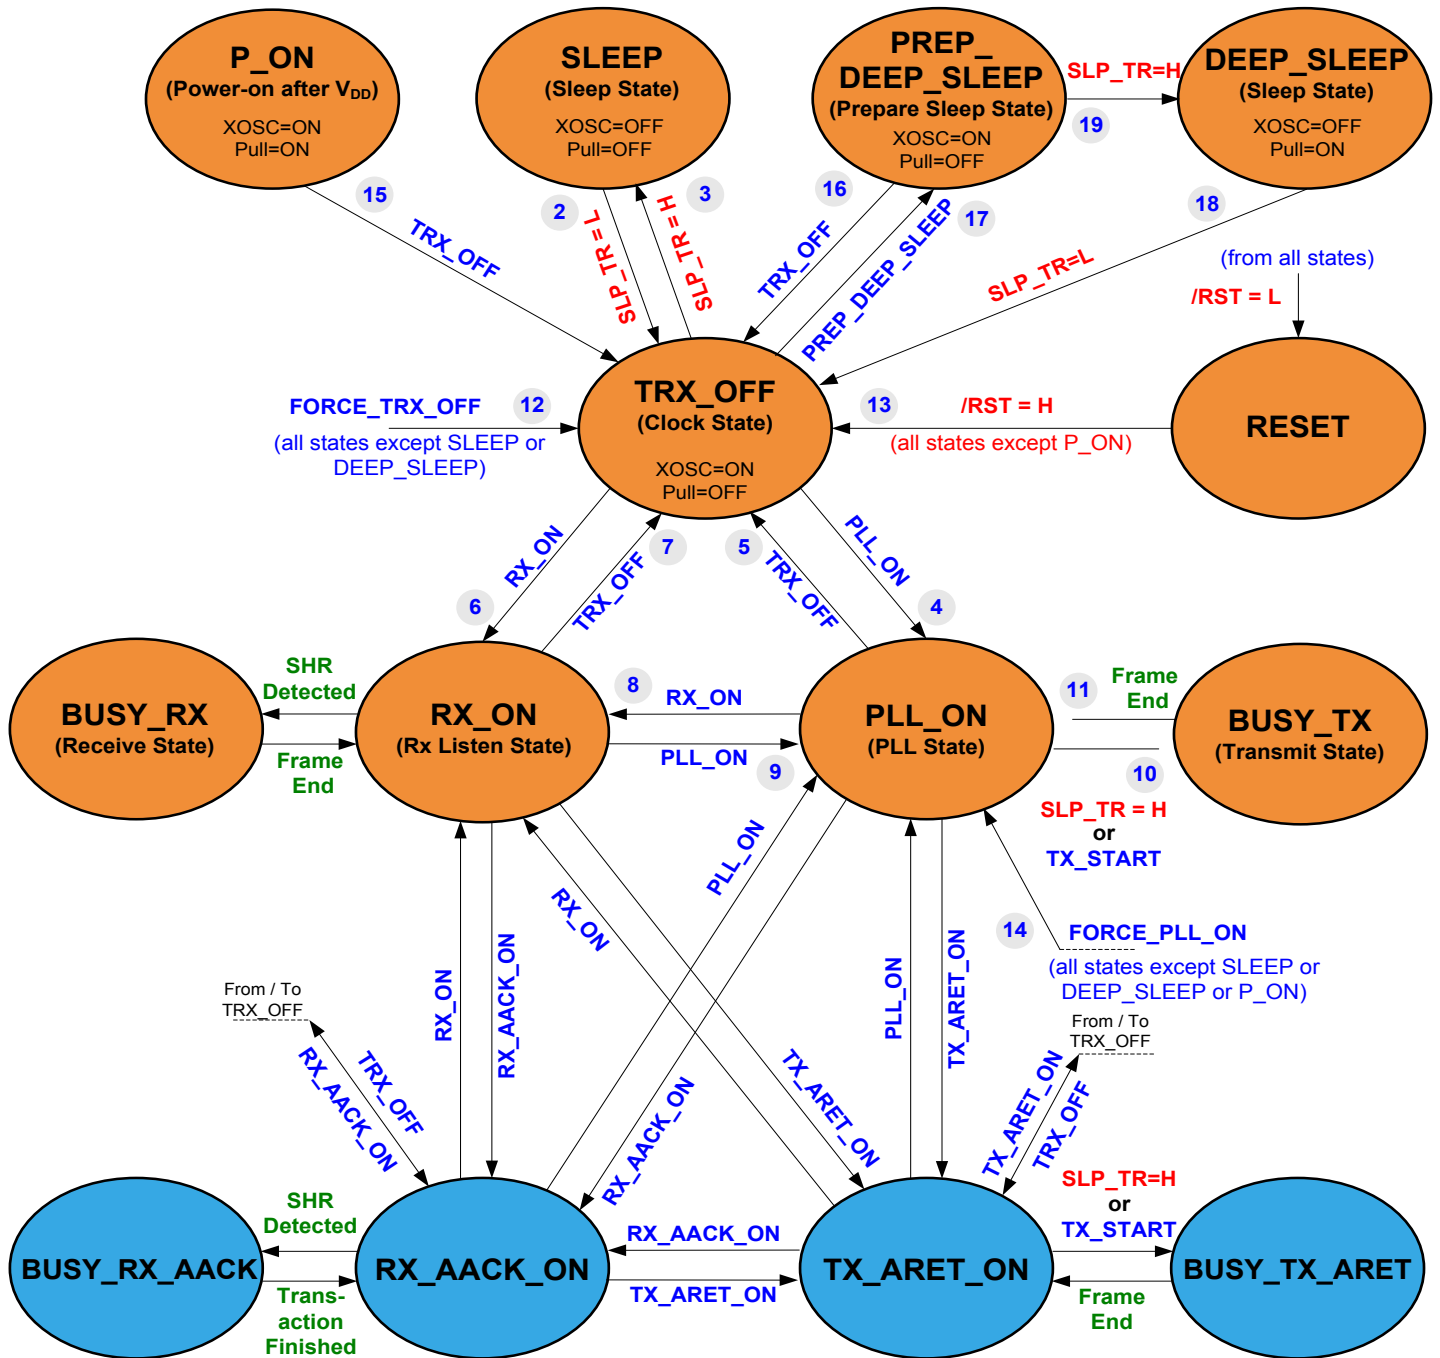 P_ON
(Power-on after VDD)
XOSC=ON
Pull=ON
SLEEP
(Sleep State)
XOSC=OFF
Pull=OFF
PREP_
DEEP_SLEEP
(Prepare Sleep State)
XOSC=ON
Pull=OFF
SLP_TR=H
19
DEEP_SLEEP
(Sleep State)
XOSC=OFF
Pull=ON
15
TRX_OFF
2
SLP_TR = L
3
SLP_TR = H
16
TRX_OFF
17
PREP_DEEP_SLEEP
18
SLP_TR=L
(from all states)
/RST = L
FORCE_TRX_OFF
12
(all states except SLEEP or
DEEP_SLEEP)
TRX_OFF
(Clock State)
XOSC=ON
Pull=OFF
13
/RST = H
(all states except P_ON)
RESET
RX_ON
6
7
TRX_OFF
5
TRX_OFF
PLL_ON
4
BUSY_RX
(Receive State)
SHR
Detected
Frame
End
RX_ON
(Rx Listen State)
8
RX_ON
PLL_ON
9
PLL_ON
(PLL State)
11
Frame
End
10
SLP_TR = H
or
TX_START
BUSY_TX
(Transmit State)
PLL_ON
RX_ON
14
FORCE_PLL_ON
(all states except SLEEP or
DEEP_SLEEP or P_ON)
RX_ON
RX_AACK_ON
PLL_ON
TX_ARET_ON
From / To
TRX_OFF
TRX_OFF
RX_AACK_ON
RX_AACK_ON
TX_ARET_ON
From / To
TRX_OFF
TX_ARET_ON
TRX_OFF
BUSY_RX_AACK
SHR
Detected
Trans-
action
Finished
RX_AACK_ON
RX_AACK_ON
TX_ARET_ON
TX_ARET_ON
SLP_TR=H
or
TX_START
Frame
End
BUSY_TX_ARET